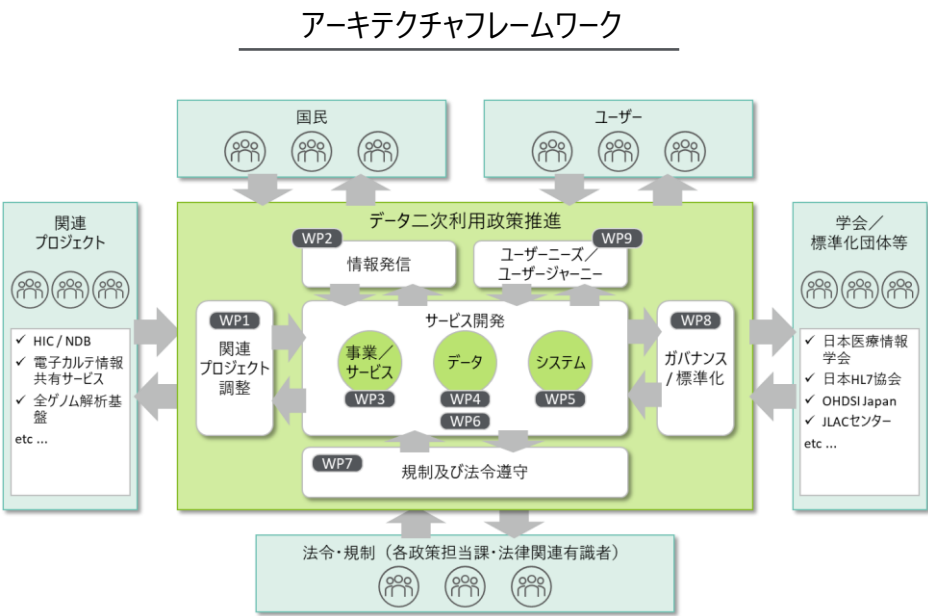 アーキテクチャフレームワーク
国民
ユーザー
関連
プロジェクト
✓ HIC / NDB
✓ 電子カルテ情報
共有サービス
✓ 全ゲノム解析基
盤
etc ...
データ二次利用政策推進
WP2
情報発信
WP9
ユーザーニーズ／
ユーザージャーニー
WP1
関連
プロジェクト
調整
サービス開発
事業／
サービス
WP3
データ
WP4
WP6
システム
WP5
WP8
ガバナンス
/ 標準化
WP7
規制及び法令遵守
学会／
標準化団体等
✓ 日本医療情報
学会
✓ 日本HL7協会
✓ OHDSI Japan
✓ JLACセンター
etc ...
法令・規制（各政策担当課・法律関連有識者）